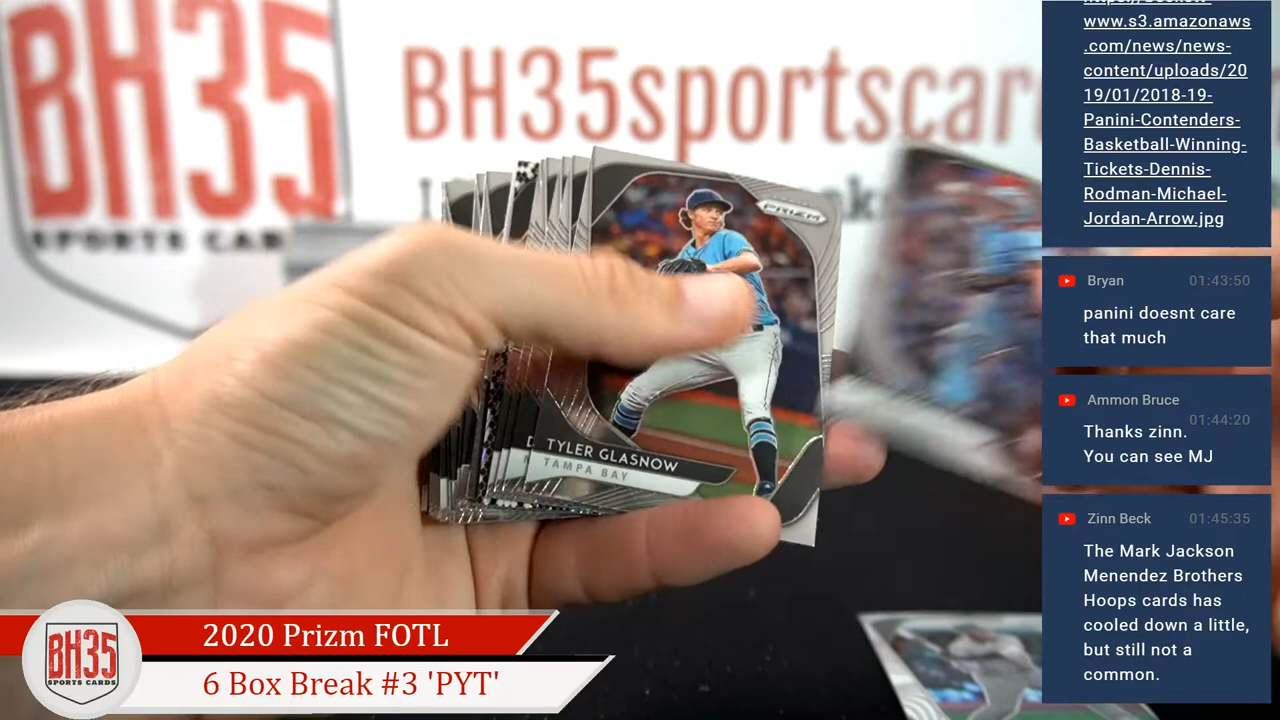 BH35
SPORTS CAR
BH35sportscar
PRIZM
TYLER GLASNOW
TAMPA BAY
www.s3.amazonaws
.com/news/news-
content/uploads/20
19/01/2018-19-
Panini-Contenders-
Basketball-Winning-
Tickets-Dennis-
Rodman-Michael-
Jordan-Arrow.jpg
Bryan 01:43:50
panini doesnt care
that much
Ammon Bruce
01:44:20
Thanks zinn.
You can see MJ
Zinn Beck 01:45:35
The Mark Jackson
Menendez Brothers
Hoops cards has
cooled down a little,
but still not a
common.
BH35
SPORTS CARDS
2020 Prizm FOTL
6 Box Break #3 'PYT'